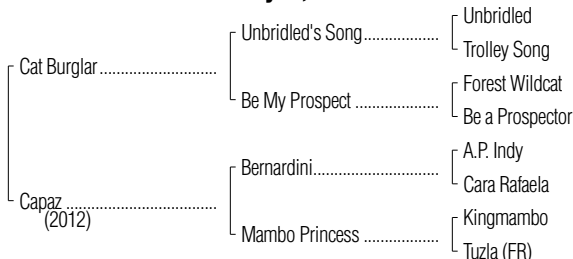 Unbridled
Unbridled's Song..................
Trolley Song
Cat Burglar...........................
Forest Wildcat
Be My Prospect ...................
Be a Prospector
A.P. Indy
Bernardini.............................
Cara Rafaela
Capaz ..................................
(2012)
Kingmambo
Mambo Princess .................
Tuzla (FR)